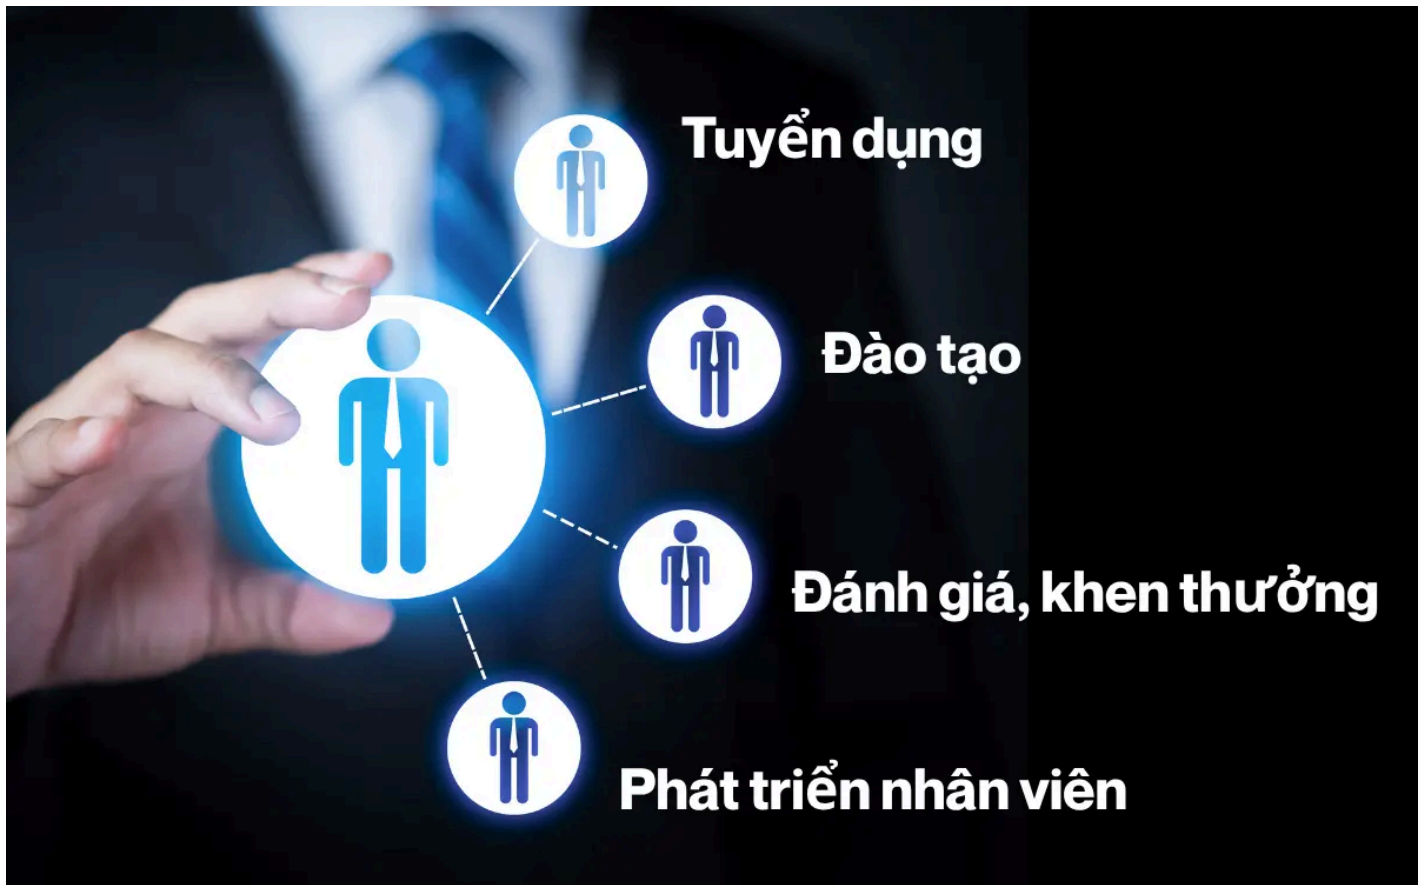 Tuyển dụng
Đào tạo
Đánh giá, khen thưởng
Phát triển nhân viên